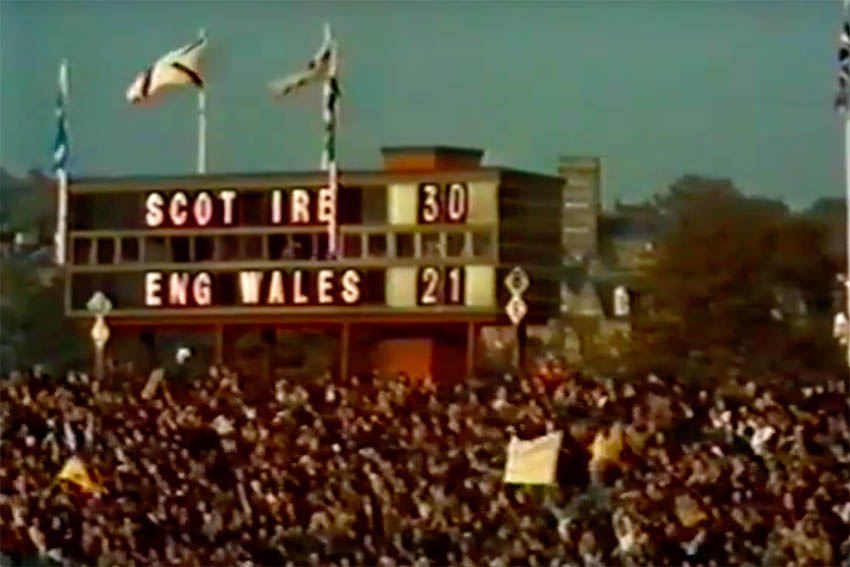 SCOT IRE 30
ENG WALES 21